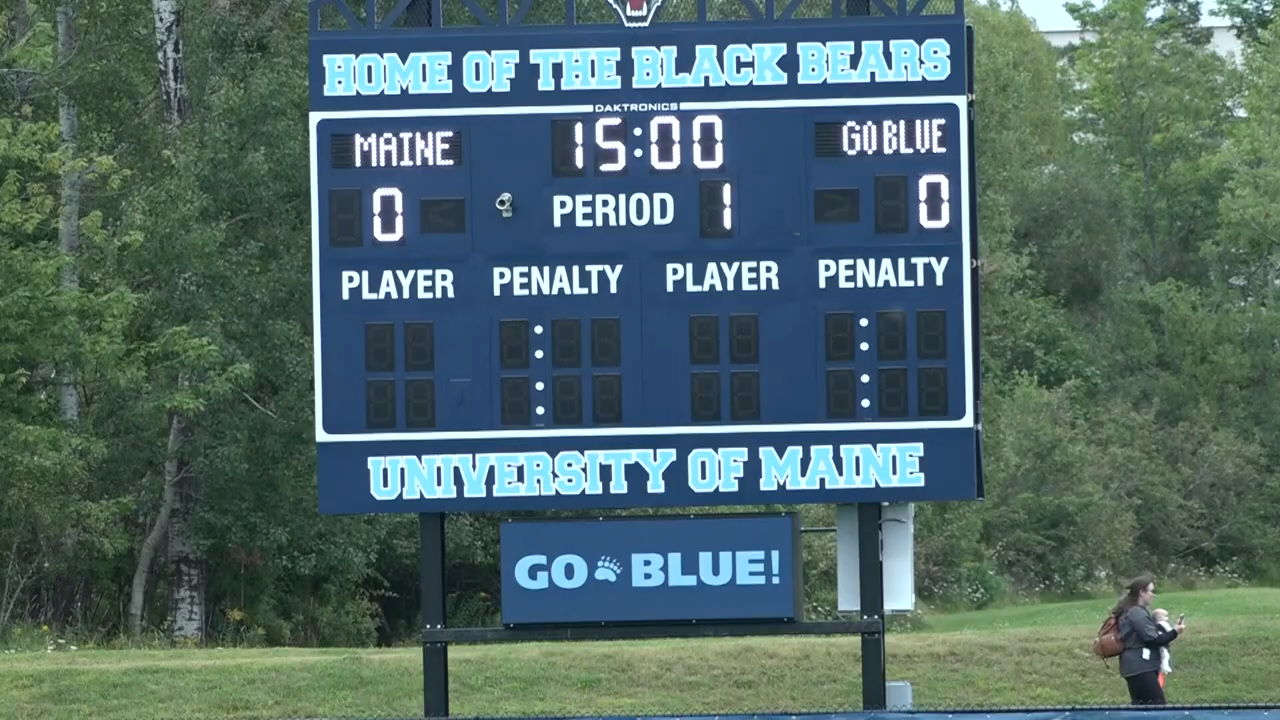 HOME OF THE BLACK BEARS
DAKTRONICS
MAINE 15:00 GO BLUE
0 PERIOD 1 0
PLAYER PENALTY PLAYER PENALTY
UNIVERSITY OF MAINE
GO BLUE!